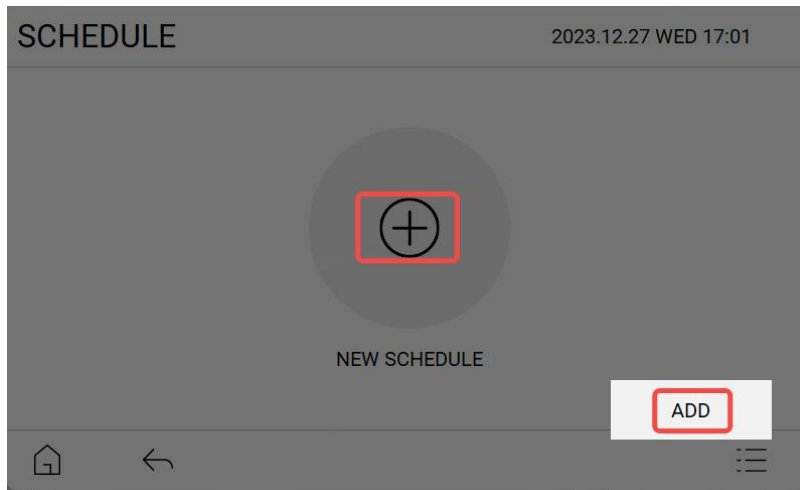 SCHEDULE
2023.12.27 WED 17:01
NEW SCHEDULE
ADD